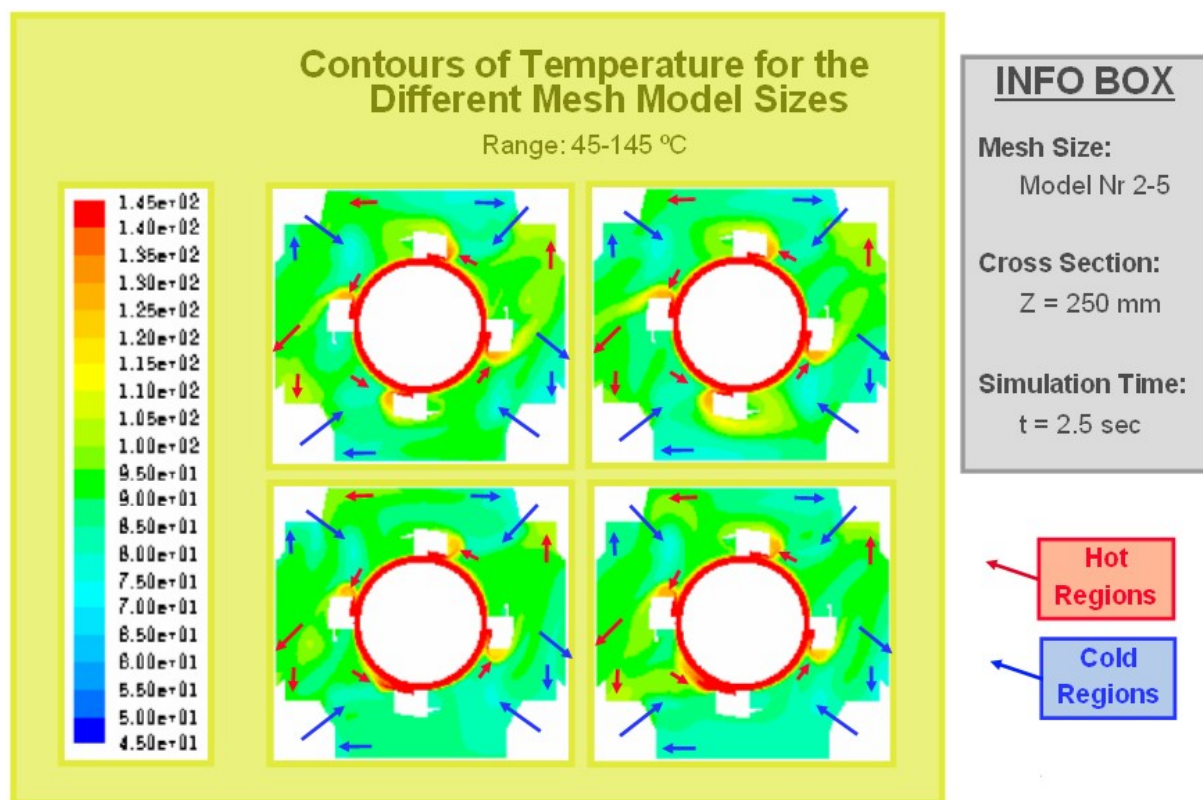 Contours of Temperature for the
Different Mesh Model Sizes
Range: 45-145 ºC
1.45e+02
1.40e+02
1.35e+02
1.30e+02
1.25e+02
1.20e+02
1.15e+02
1.10e+02
1.05e+02
1.00e+02
9.50e+01
9.00e+01
8.50e+01
8.00e+01
7.50e+01
7.00e+01
6.50e+01
6.00e+01
5.50e+01
5.00e+01
4.50e+01
INFO BOX
Mesh Size:
Model Nr 2-5
Cross Section:
Z = 250 mm
Simulation Time:
t = 2.5 sec
Hot
Regions
Cold
Regions